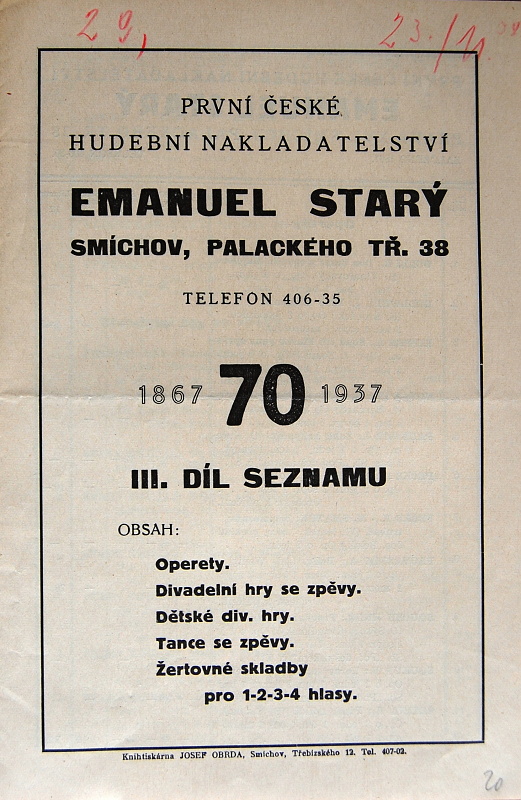 29,
23./11.
PRVNÍ ČESKÉ
HUDEBNÍ NAKLADATELSTVÍ
EMANUEL STARÝ
SMÍCHOV, PALACKÉHO TŘ. 38
TELEFON 406-35
1867 70 1937
III. DÍL SEZNAMU
OBSAH:
Operety.
Divadelní hry se zpěvy.
Dětské div. hry.
Tance se zpěvy.
Žertovné skladby
pro 1-2-3-4 hlasy.
Knihtiskárna JOSEF OBRDA, Smíchov, Třebízského 12. Tel. 407-02.
20